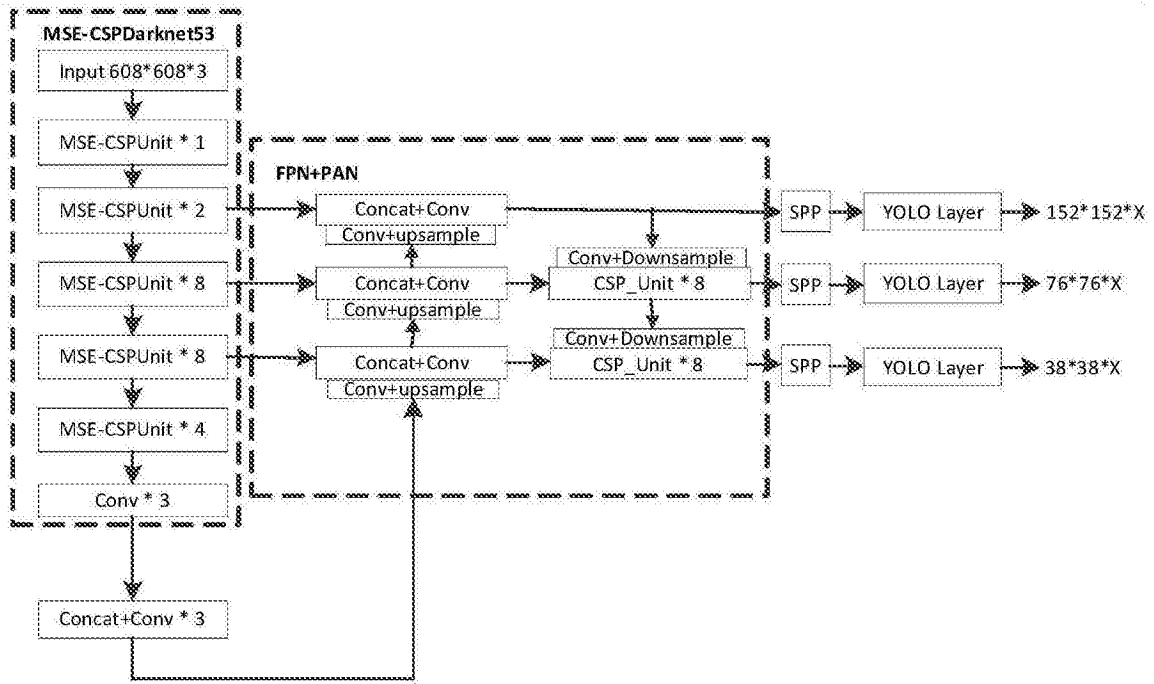 MSE-CSPDarknet53
Input 608*608*3
MSE-CSPUnit * 1
MSE-CSPUnit * 2
MSE-CSPUnit * 8
MSE-CSPUnit * 8
MSE-CSPUnit * 4
Conv * 3
Concat+Conv * 3
FPN+PAN
Concat+Conv
Conv+upsample
Concat+Conv
Conv+upsample
Concat+Conv
Conv+upsample
Conv+Downsample
CSP_Unit * 8
Conv+Downsample
CSP_Unit * 8
SPP YOLO Layer 152*152*X
SPP YOLO Layer 76*76*X
SPP YOLO Layer 38*38*X